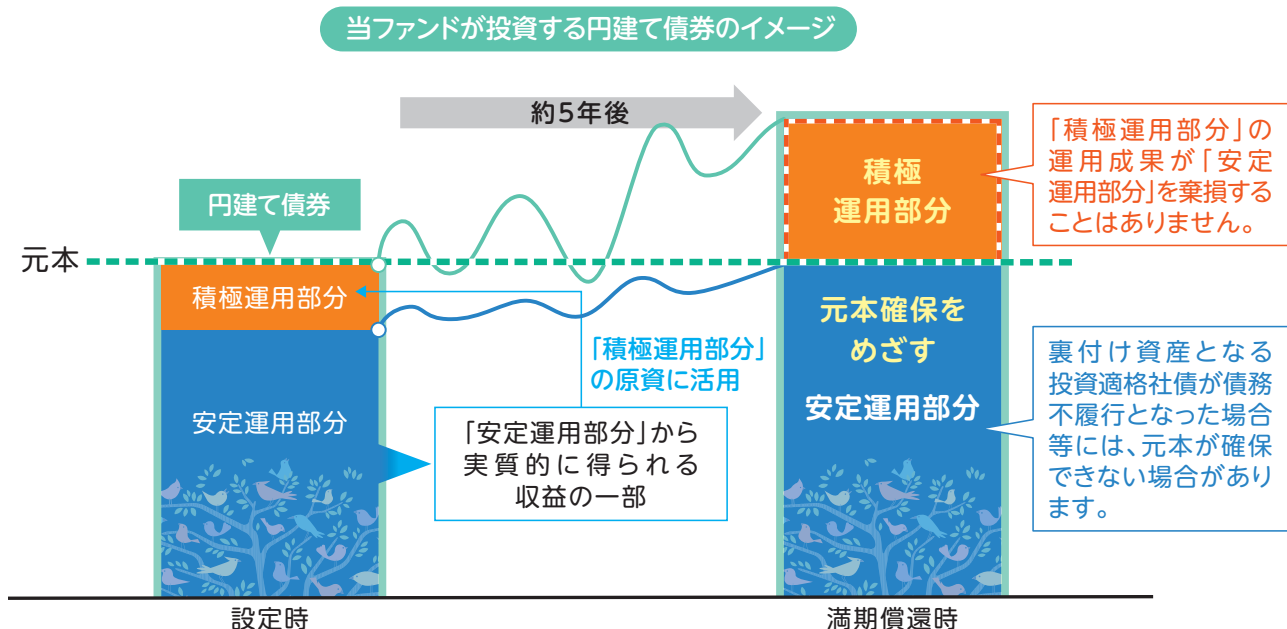 当ファンドが投資する円建て債券のイメージ
約5年後
円建て債券
元本
積極運用部分
安定運用部分
「積極運用部分」
の原資に活用
「安定運用部分」から
実質的に得られる
収益の一部
積極
運用部分
元本確保を
めざす
安定運用部分
「積極運用部分」の
運用成果が「安定
運用部分」を棄損する
ことはありません。
裏付け資産となる
投資適格社債が債務
不履行となった場合
等には、元本が確保
できない場合があり
ます。
設定時
満期償還時